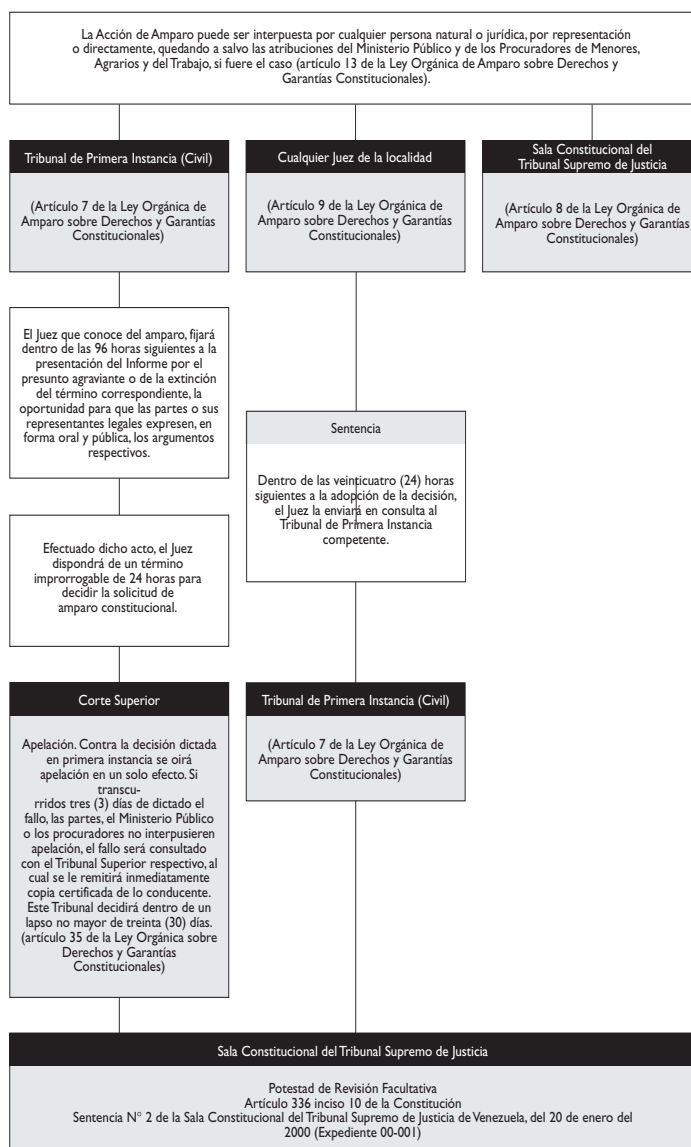 La Acción de Amparo puede ser interpuesta por cualquier persona natural o jurídica, por representación
o directamente, quedando a salvo las atribuciones del Ministerio Público y de los Procuradores de Menores,
Agrarios y del Trabajo, si fuere el caso (artículo 13 de la Ley Orgánica de Amparo sobre Derechos y
Garantías Constitucionales).
Tribunal de Primera Instancia (Civil)
(Artículo 7 de la Ley Orgánica de
Amparo sobre Derechos y Garantías
Constitucionales)
Cualquier Juez de la localidad
(Artículo 9 de la Ley Orgánica de
Amparo sobre Derechos y Garantías
Constitucionales)
Sala Constitucional del
Tribunal Supremo de Justicia
(Artículo 8 de la Ley Orgánica de
Amparo sobre Derechos y Garantías
Constitucionales)
El Juez que conoce del amparo, fijará
dentro de las 96 horas siguientes a la
presentación del Informe por el
presunto agraviante o de la extinción
del término correspondiente, la
oportunidad para que las partes o sus
representantes legales expresen, en
forma oral y pública, los argumentos
respectivos.
Efectuado dicho acto, el Juez
dispondrá de un término
improrrogable de 24 horas para
decidir la solicitud de
amparo constitucional.
Sentencia
Dentro de las veinticuatro (24) horas
siguientes a la adopción de la decisión,
el Juez la enviará en consulta al
Tribunal de Primera Instancia
competente.
Corte Superior
Apelación. Contra la decisión dictada
en primera instancia se oirá
apelación en un solo efecto. Si
transcu-
rridos tres (3) días de dictado el
fallo, las partes, el Ministerio Público
o los procuradores no interpusieren
apelación, el fallo será consultado
con el Tribunal Superior respectivo, al
cual se le remitirá inmediatamente
copia certificada de lo conducente.
Este Tribunal decidirá dentro de un
lapso no mayor de treinta (30) días.
(artículo 35 de la Ley Orgánica sobre
Derechos y Garantías
Constitucionales)
Tribunal de Primera Instancia (Civil)
(Artículo 7 de la Ley Orgánica de
Amparo sobre Derechos y Garantías
Constitucionales)
Sala Constitucional del Tribunal Supremo de Justicia
Potestad de Revisión Facultativa
Artículo 336 inciso 10 de la Constitución
Sentencia N° 2 de la Sala Constitucional del Tribunal Supremo de Justicia de Venezuela, del 20 de enero del
2000 (Expediente 00-001)